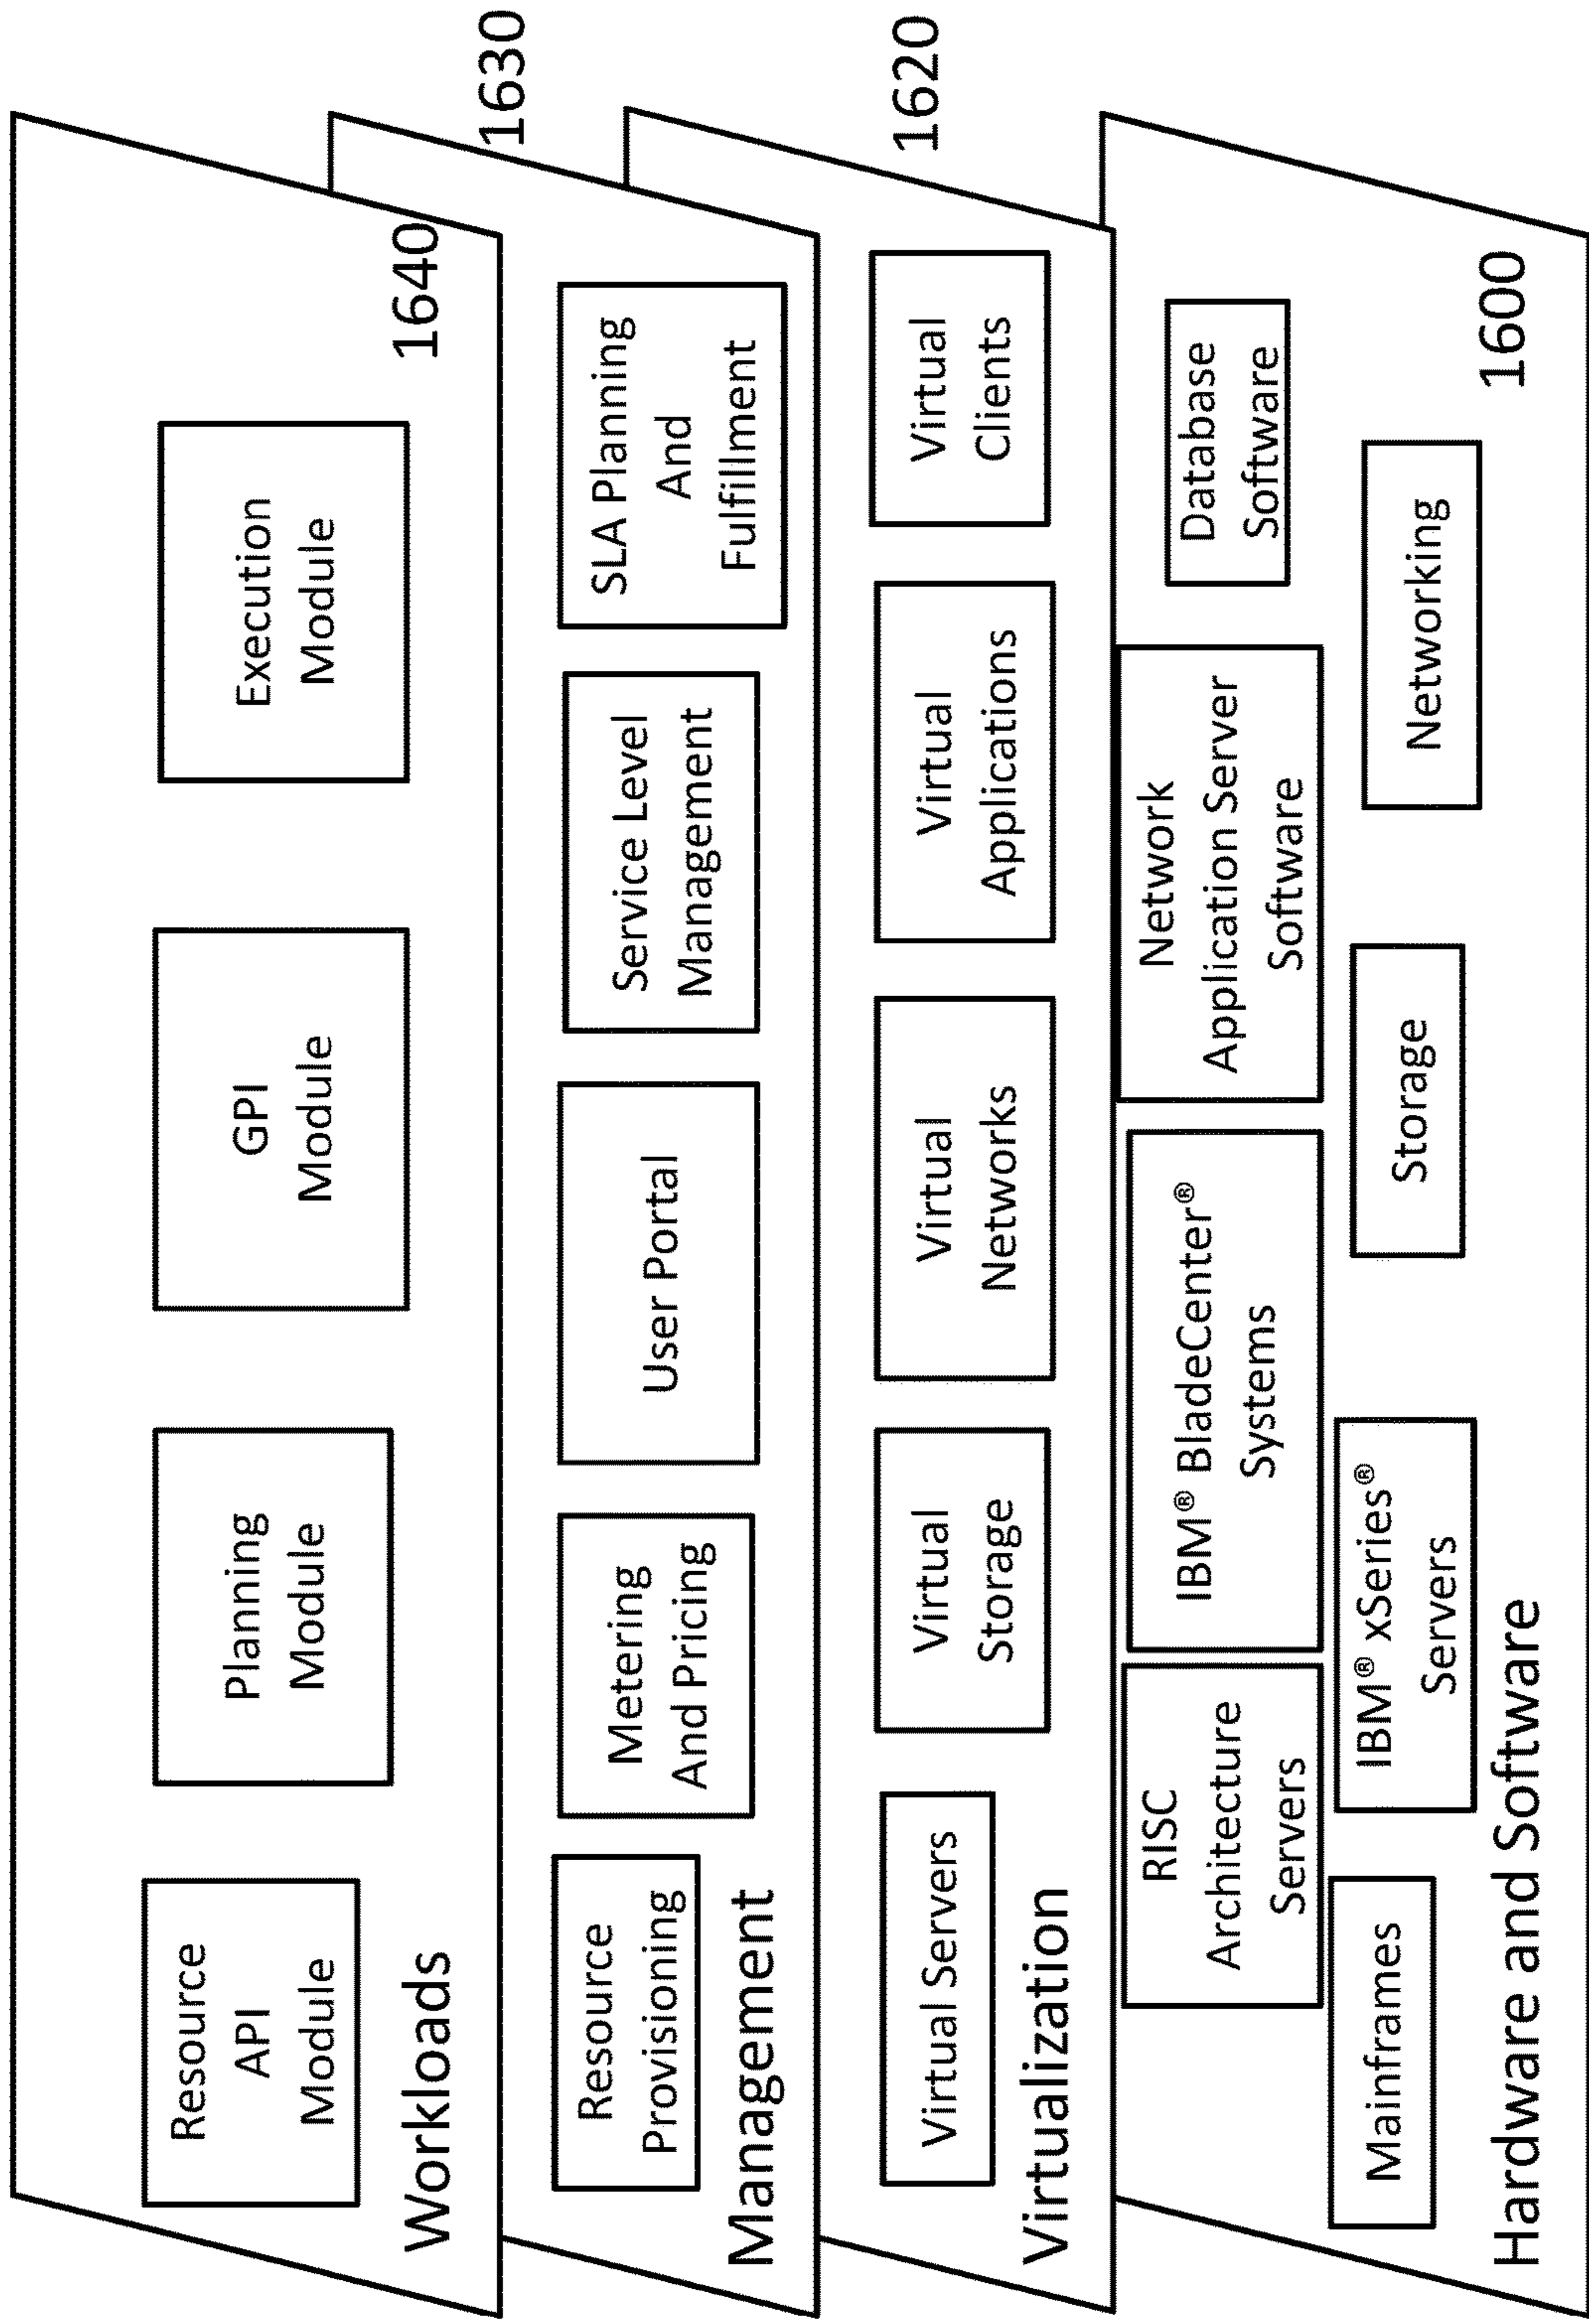 Resource
API
Module
Planning
Module
GPI
Module
Execution
Module
Workloads
1640
Resource
Provisioning
Metering
And Pricing
User Portal
Service Level
Management
SLA Planning
And
Fulfillment
Management
1630
Virtual Servers
Virtual
Storage
Virtual
Networks
Virtual
Applications
Virtual
Clients
Virtualization
1620
RISC
Architecture
Servers
IBM® BladeCenter®
Systems
Network
Application Server
Software
Database
Software
Mainframes
IBM® xSeries®
Servers
Storage
Networking
Hardware and Software
1600